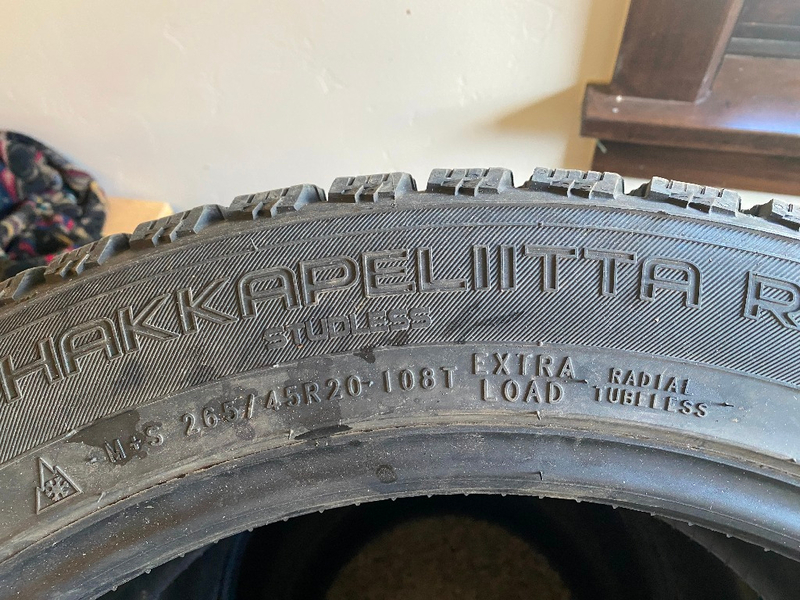 HAKKAPELIITTA R
STUDLESS
M+S 265/45R20 108T EXTRA LOAD RADIAL TUBELESS